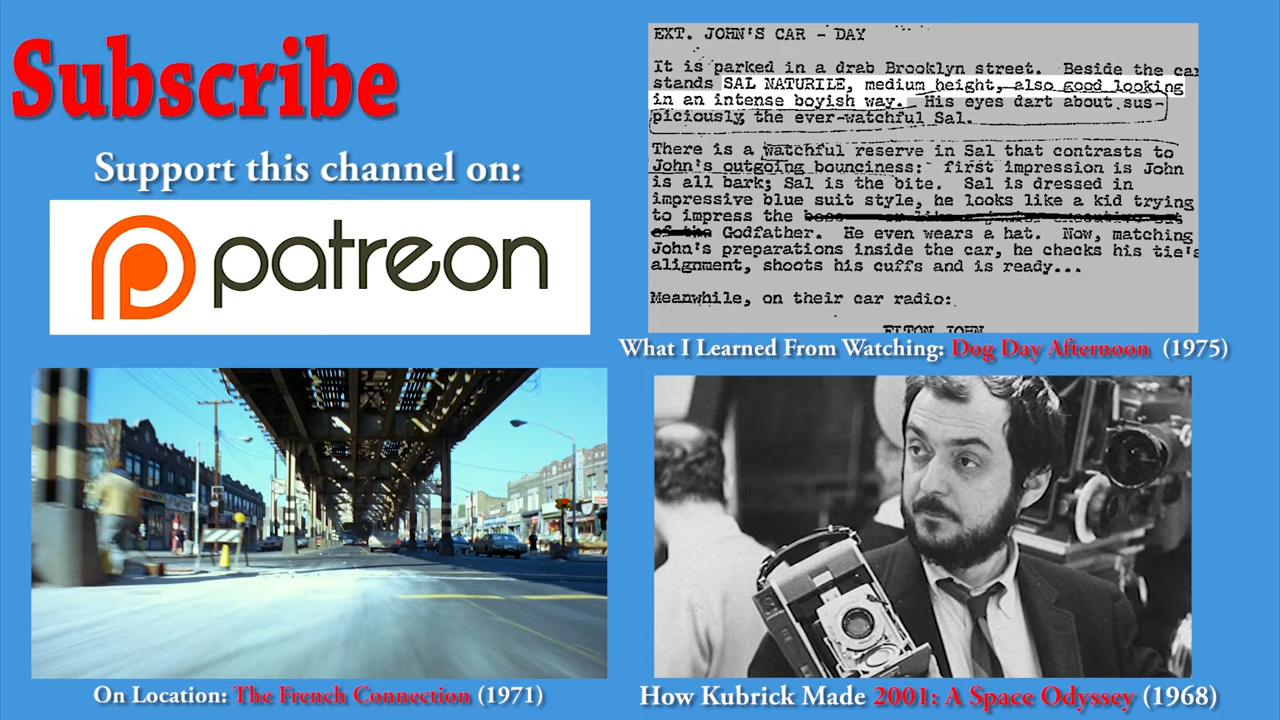 Subscribe
Support this channel on:
patreon
EXT. JOHN'S CAR - DAY
It is parked in a drab Brooklyn street. Beside the car
stands SAL NATURILE, medium height, also good looking
in an intense boyish way. His eyes dart about sus-
piciously, the ever-watchful Sal.
There is a watchful reserve in Sal that contrasts to
John's outgoing bounciness: first impression is John
is all bark; Sal is the bite. Sal is dressed in
impressive blue suit style, he looks like a kid trying
to impress the
Godfather. He even wears a hat. Now, matching
John's preparations inside the car, he checks his tie's
alignment, shoots his cuffs and is ready...
Meanwhile, on their car radio:
ELTON JOHN
What I Learned From Watching: Dog Day Afternoon (1975)
On Location: The French Connection (1971)
How Kubrick Made 2001: A Space Odyssey (1968)